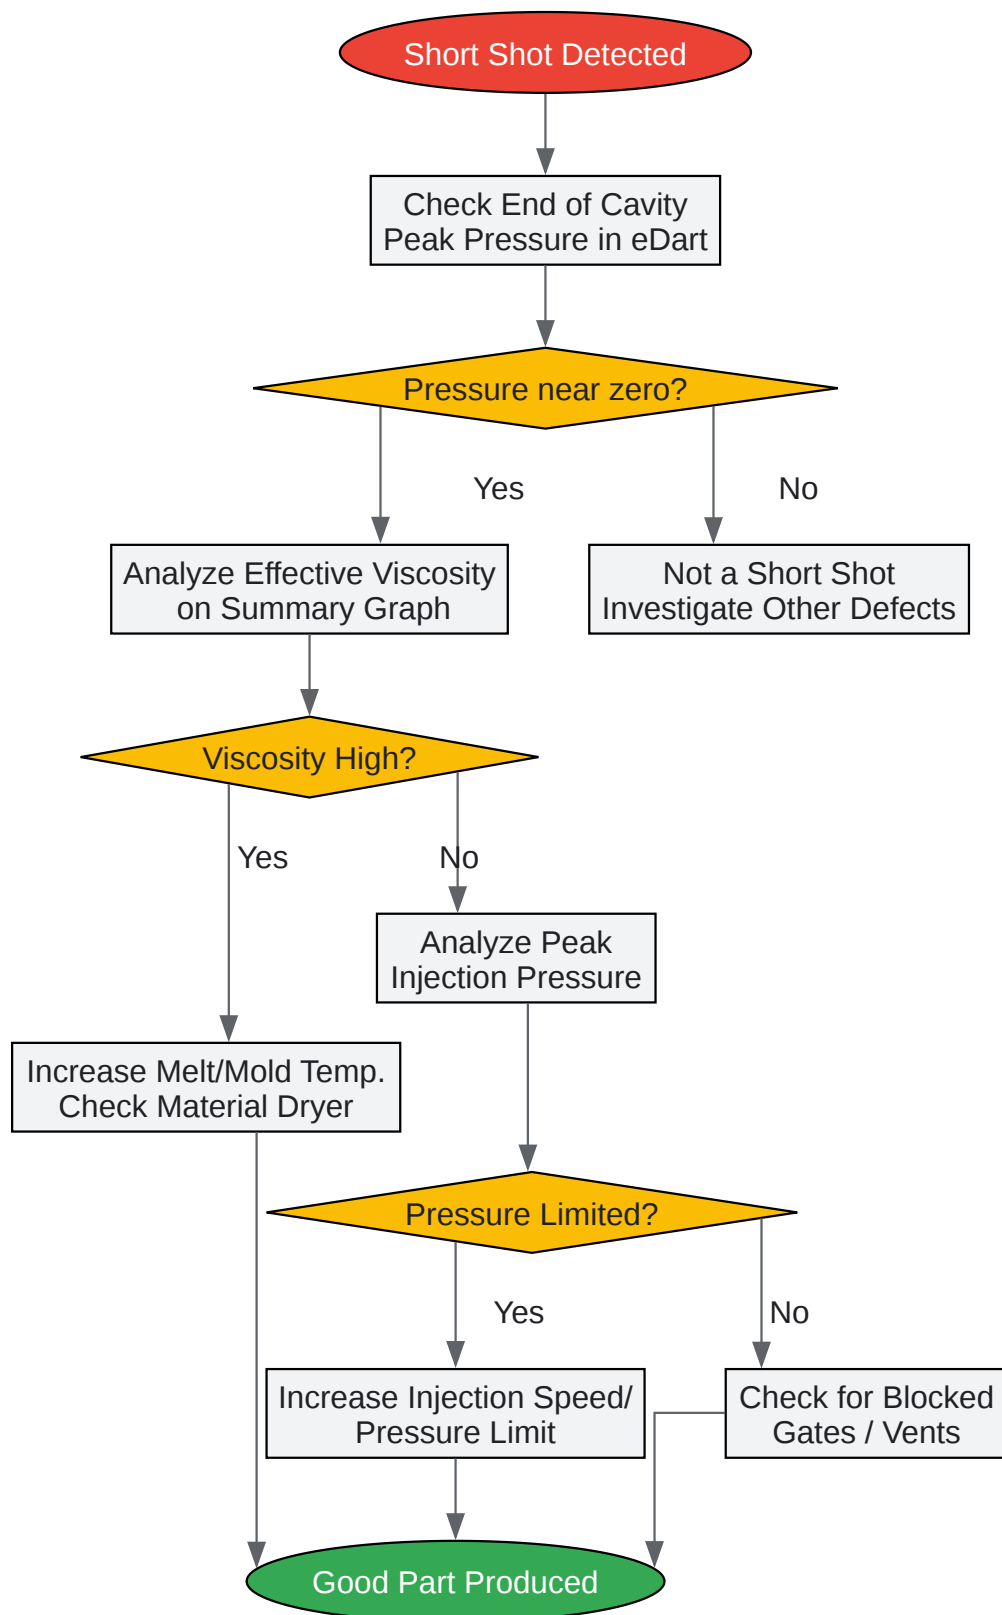 Short Shot Detected
Check End of Cavity
Peak Pressure in eDart
Pressure near zero?
Yes
No
Analyze Effective Viscosity
on Summary Graph
Not a Short Shot
Investigate Other Defects
Viscosity High?
Yes
No
Analyze Peak
Injection Pressure
Increase Melt/Mold Temp.
Check Material Dryer
Pressure Limited?
Yes
No
Increase Injection Speed/
Pressure Limit
Check for Blocked
Gates / Vents
Good Part Produced